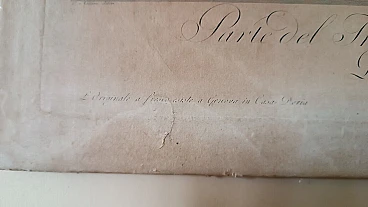 Parte del
L'Originale a fresco esiste a Genova in Casa Doria